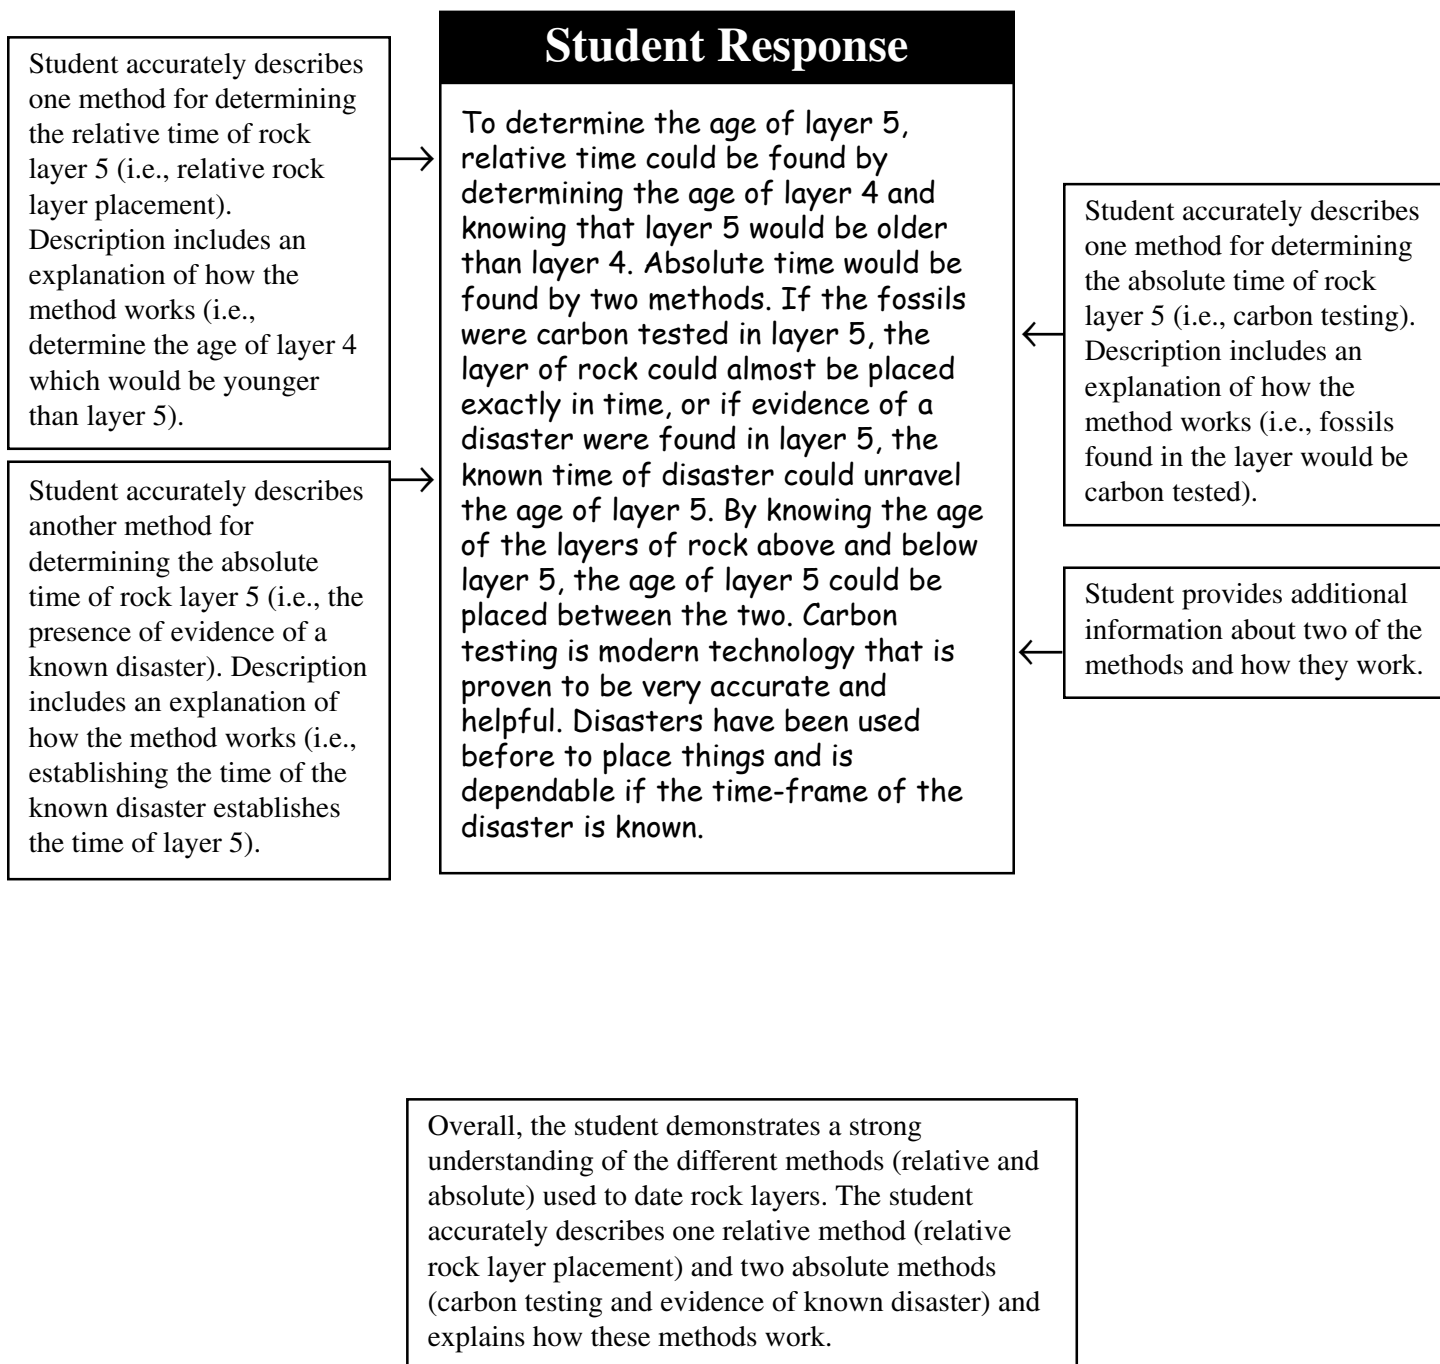 Student Response
Student accurately describes
one method for determining
the relative time of rock
layer 5 (i.e., relative rock
layer placement).
Description includes an
explanation of how the
method works (i.e.,
determine the age of layer 4
which would be younger
than layer 5).
Student accurately describes
another method for
determining the absolute
time of rock layer 5 (i.e., the
presence of evidence of a
known disaster). Description
includes an explanation of
how the method works (i.e.,
establishing the time of the
known disaster establishes
the time of layer 5).
To determine the age of layer 5,
relative time could be found by
determining the age of layer 4 and
knowing that layer 5 would be older
than layer 4. Absolute time would be
found by two methods. If the fossils
were carbon tested in layer 5, the
layer of rock could almost be placed
exactly in time, or if evidence of a
disaster were found in layer 5, the
known time of disaster could unravel
the age of layer 5. By knowing the age
of the layers of rock above and below
layer 5, the age of layer 5 could be
placed between the two. Carbon
testing is modern technology that is
proven to be very accurate and
helpful. Disasters have been used
before to place things and is
dependable if the time-frame of the
disaster is known.
Student accurately describes
one method for determining
the absolute time of rock
layer 5 (i.e., carbon testing).
Description includes an
explanation of how the
method works (i.e., fossils
found in the layer would be
carbon tested).
Student provides additional
information about two of the
methods and how they work.
Overall, the student demonstrates a strong
understanding of the different methods (relative and
absolute) used to date rock layers. The student
accurately describes one relative method (relative
rock layer placement) and two absolute methods
(carbon testing and evidence of known disaster) and
explains how these methods work.